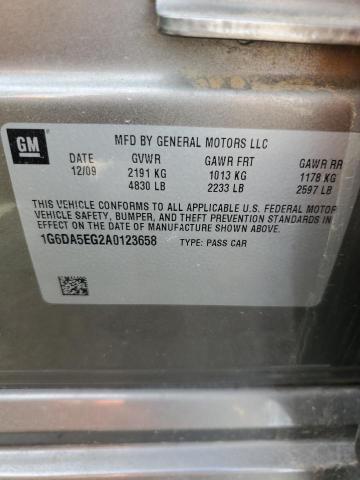 GM
MFD BY GENERAL MOTORS LLC
DATE GVWR GAWR FRT GAWR RR
12/09 2191 KG 1013 KG 1178 KG
4830 LB 2233 LB 2597 LB
THIS VEHICLE CONFORMS TO ALL APPLICABLE U.S. FEDERAL MOTOR
VEHICLE SAFETY, BUMPER, AND THEFT PREVENTION STANDARDS IN
EFFECT ON THE DATE OF MANUFACTURE SHOWN ABOVE.
1G6DA5EG2A0123658 TYPE: PASS CAR